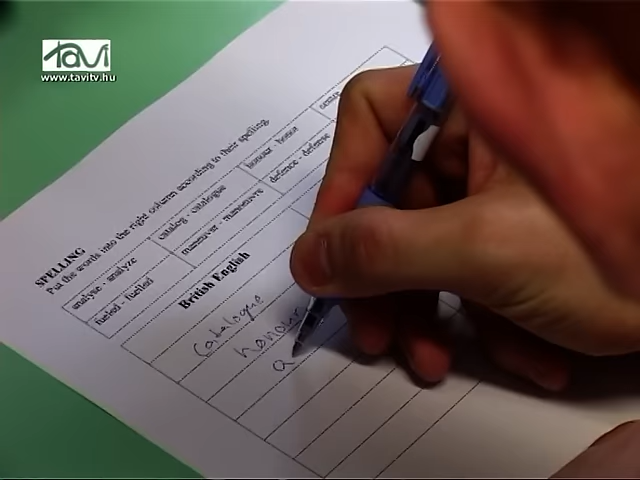 tavi
www.tavitv.hu
SPELLING
Put the words into the right column according to their spelling.
analyse - analyze
catalog - catalogue
honour - honor
fueled - fuelled
maneuver - manoeuvre
defence - defense
British English
Catalogue
honour
a